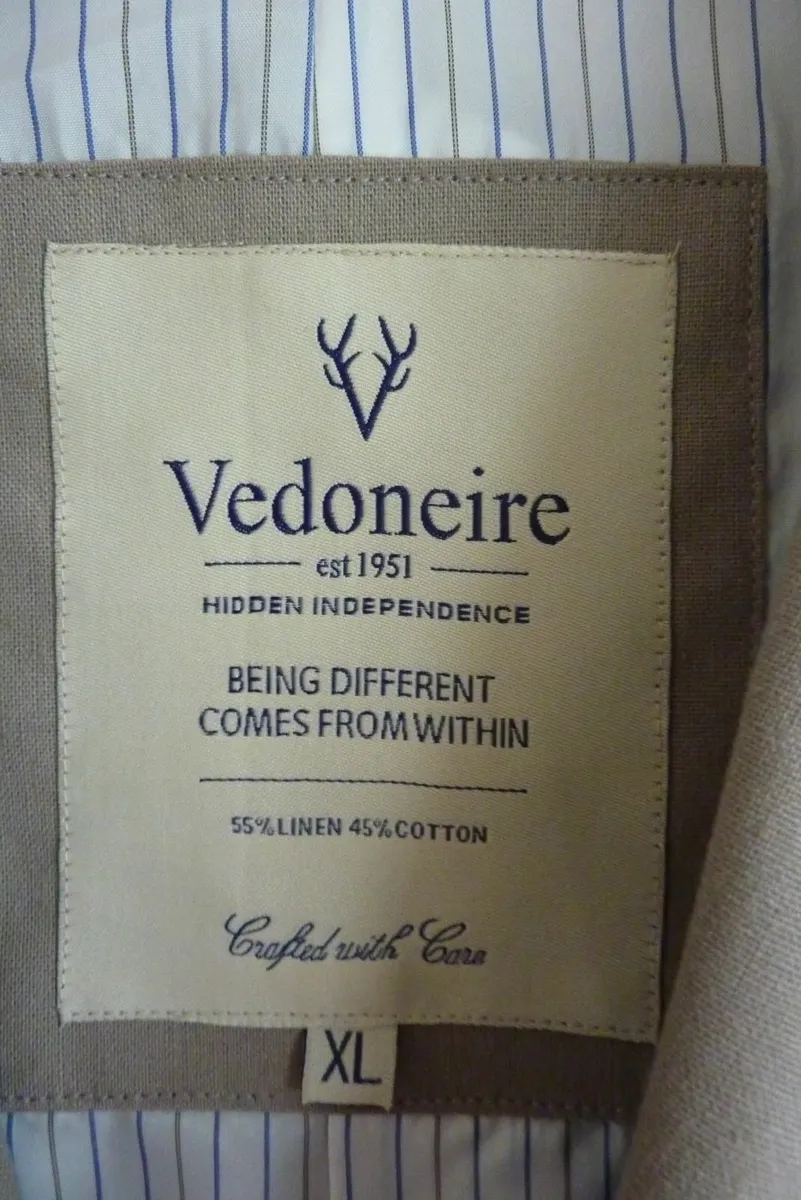 Vedoneire
est 1951
HIDDEN INDEPENDENCE
BEING DIFFERENT
COMES FROM WITHIN
55% LINEN 45% COTTON
Crafted with Care
XL